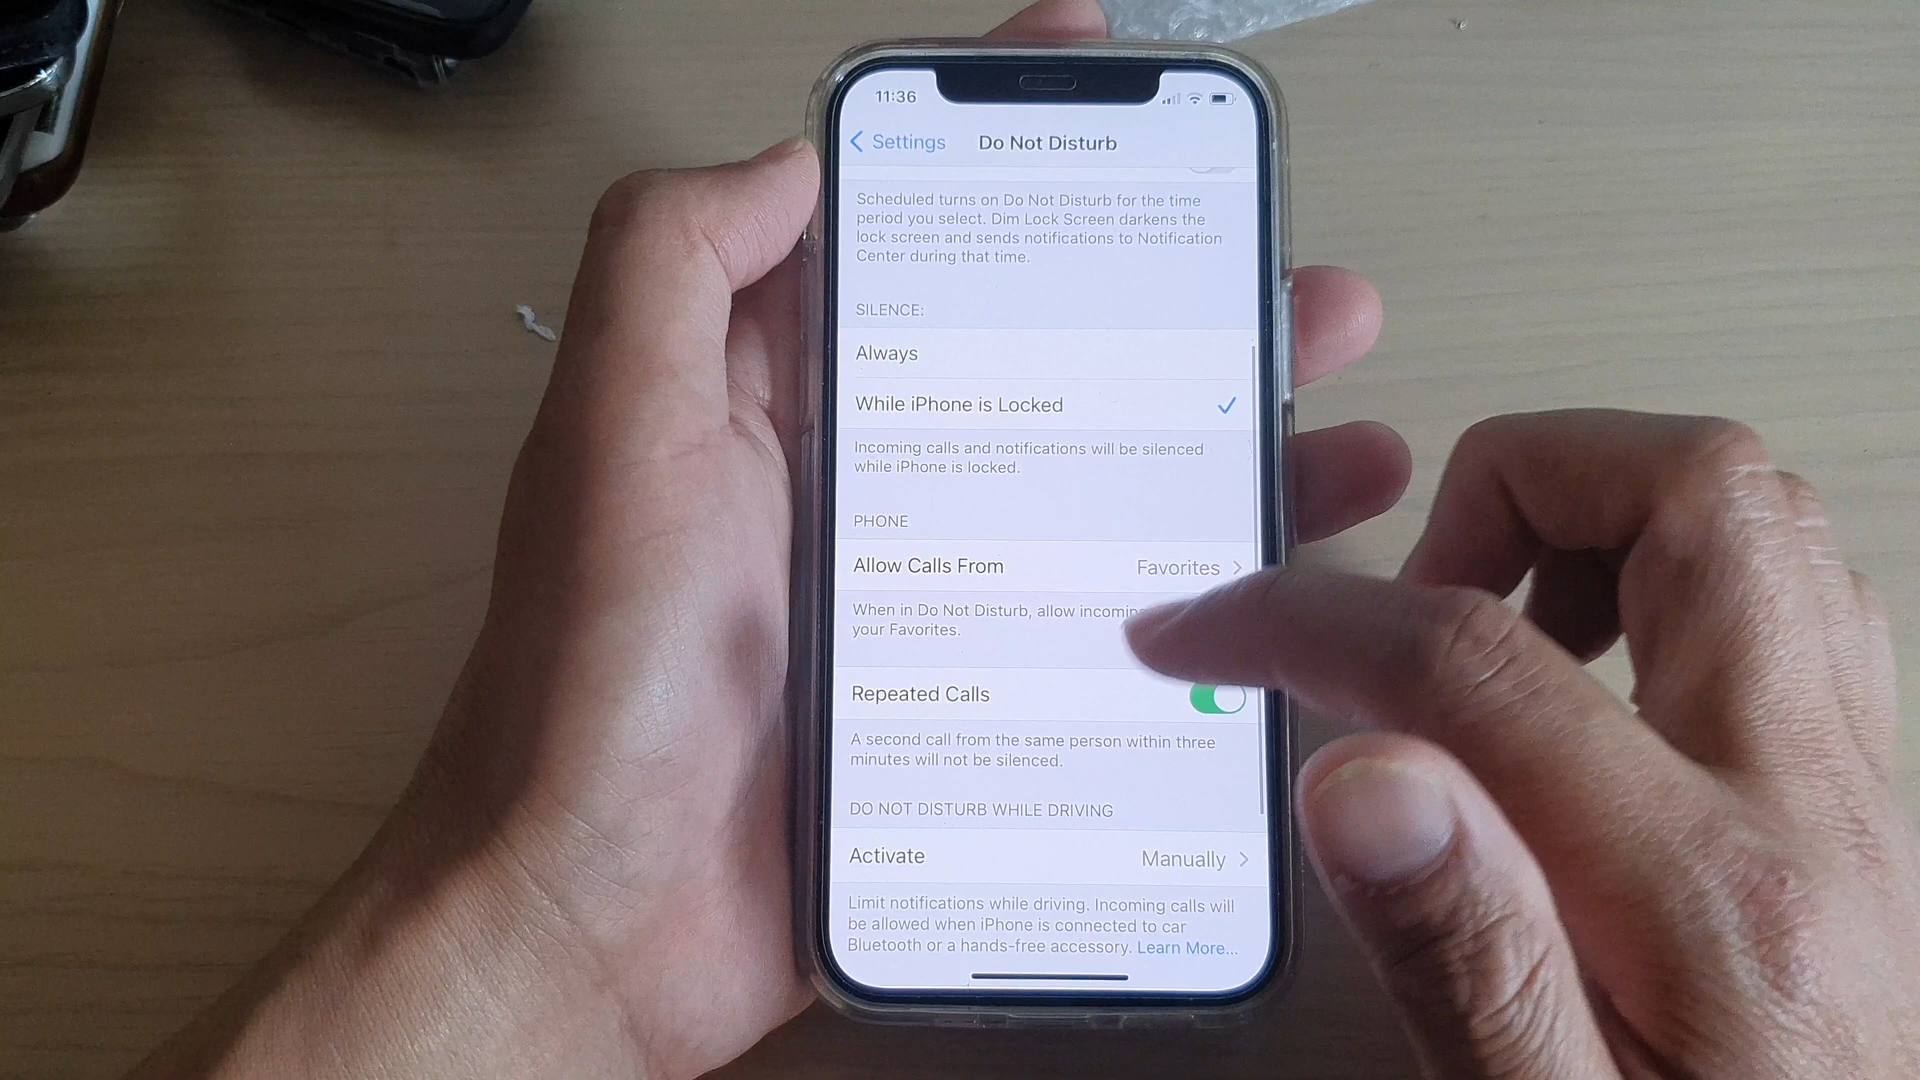 11:36
Settings
Do Not Disturb
Scheduled turns on Do Not Disturb for the time
period you select. Dim Lock Screen darkens the
lock screen and sends notifications to Notification
Center during that time.
SILENCE:
Always
While iPhone is Locked
Incoming calls and notifications will be silenced
while iPhone is locked.
PHONE
Allow Calls From Favorites
When in Do Not Disturb, allow incoming
your Favorites.
Repeated Calls
A second call from the same person within three
minutes will not be silenced.
DO NOT DISTURB WHILE DRIVING
Activate Manually
Limit notifications while driving. Incoming calls will
be allowed when iPhone is connected to car
Bluetooth or a hands-free accessory. Learn More...